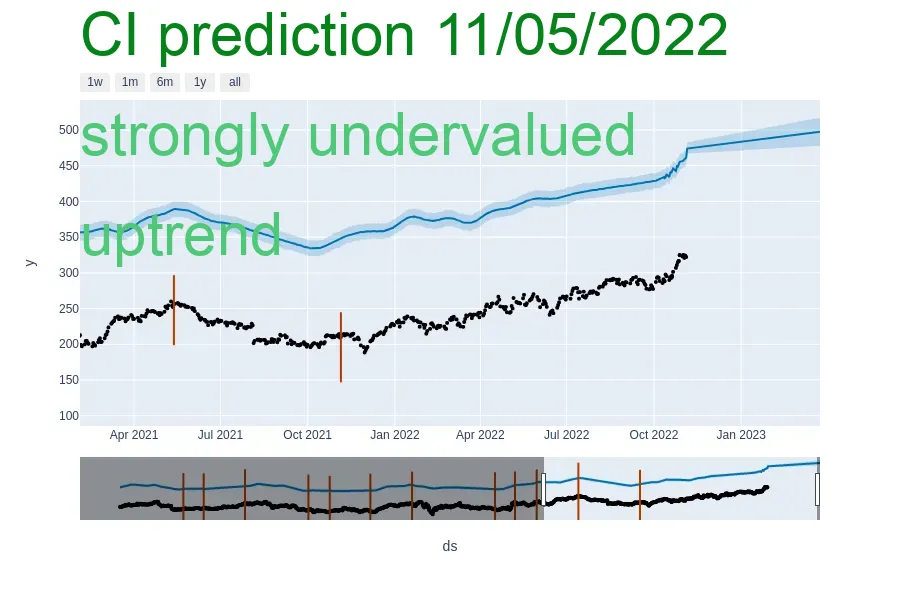 CI prediction 11/05/2022
1w 1m 6m 1y all
strongly undervalued
uptrend
500
450
400
350
300
250
200
150
100
y
Apr 2021 Jul 2021 Oct 2021 Jan 2022 Apr 2022 Jul 2022 Oct 2022 Jan 2023
ds